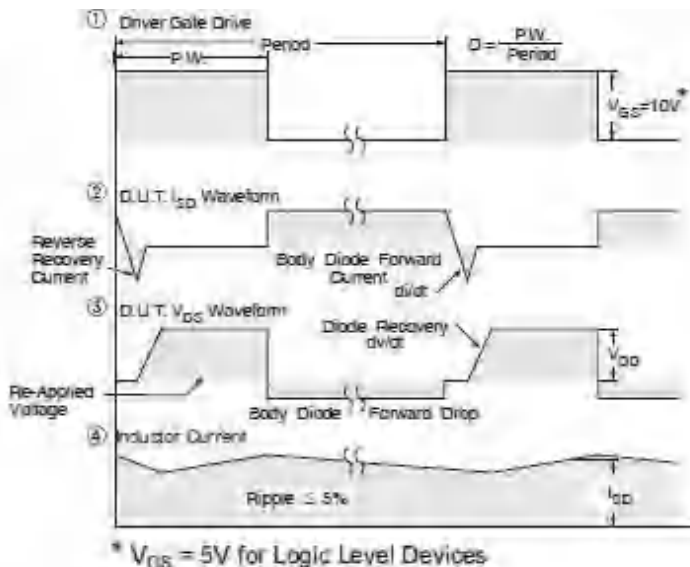 ① Driver Gate Drive
P.W.
Period
D = P.W. / Period
V_GS=10V*
② D.U.T. I_SD Waveform
Reverse
Recovery
Current
Body Diode Forward
Current
di/dt
③ D.U.T. V_DS Waveform
Diode Recovery
dv/dt
V_DD
Re-Applied
Voltage
Body Diode Forward Drop
④ Inductor Current
Ripple ≤ 5%
I_SD
* V_GS = 5V for Logic Level Devices